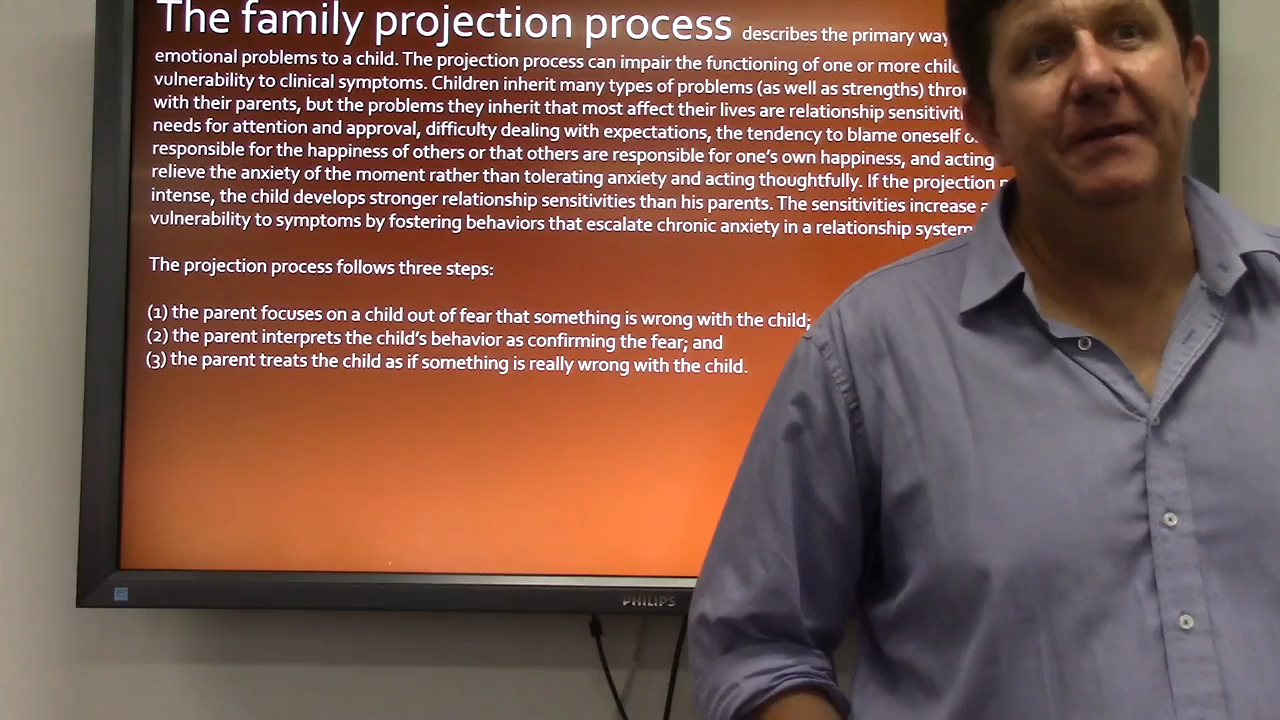 The family projection process describes the primary way
emotional problems to a child. The projection process can impair the functioning of one or more
vulnerability to clinical symptoms. Children inherit many types of problems (as well as strengths)
with their parents, but the problems they inherit that most affect their lives are relationship
needs for attention and approval, difficulty dealing with expectations, the tendency to blame oneself
responsible for the happiness of others or that others are responsible for one's own happiness, and acting
relieve the anxiety of the moment rather than tolerating anxiety and acting thoughtfully. If the projection
intense, the child develops stronger relationship sensitivities than his parents. The sensitivities increase
vulnerability to symptoms by fostering behaviors that escalate chronic anxiety in a relationship system
The projection process follows three steps:
(1) the parent focuses on a child out of fear that something is wrong with the child;
(2) the parent interprets the child's behavior as confirming the fear; and
(3) the parent treats the child as if something is really wrong with the child.
PHILIPS